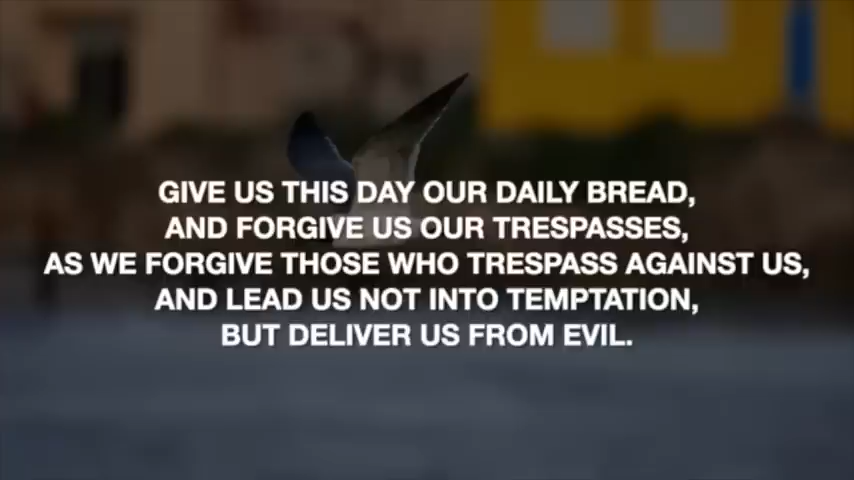 GIVE US THIS DAY OUR DAILY BREAD,
AND FORGIVE US OUR TRESPASSES,
AS WE FORGIVE THOSE WHO TRESPASS AGAINST US,
AND LEAD US NOT INTO TEMPTATION,
BUT DELIVER US FROM EVIL.